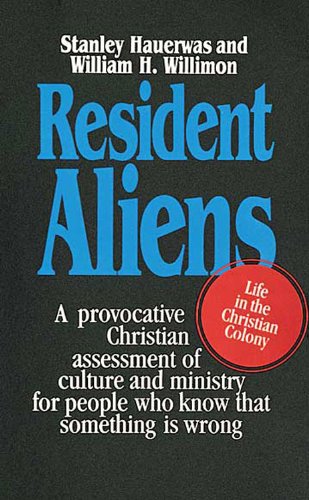 Stanley Hauerwas and
William H. Willimon
Resident
Aliens
Life
in the
Christian
Colony
A provocative
Christian
assessment of
culture and ministry
for people who know that
something is wrong